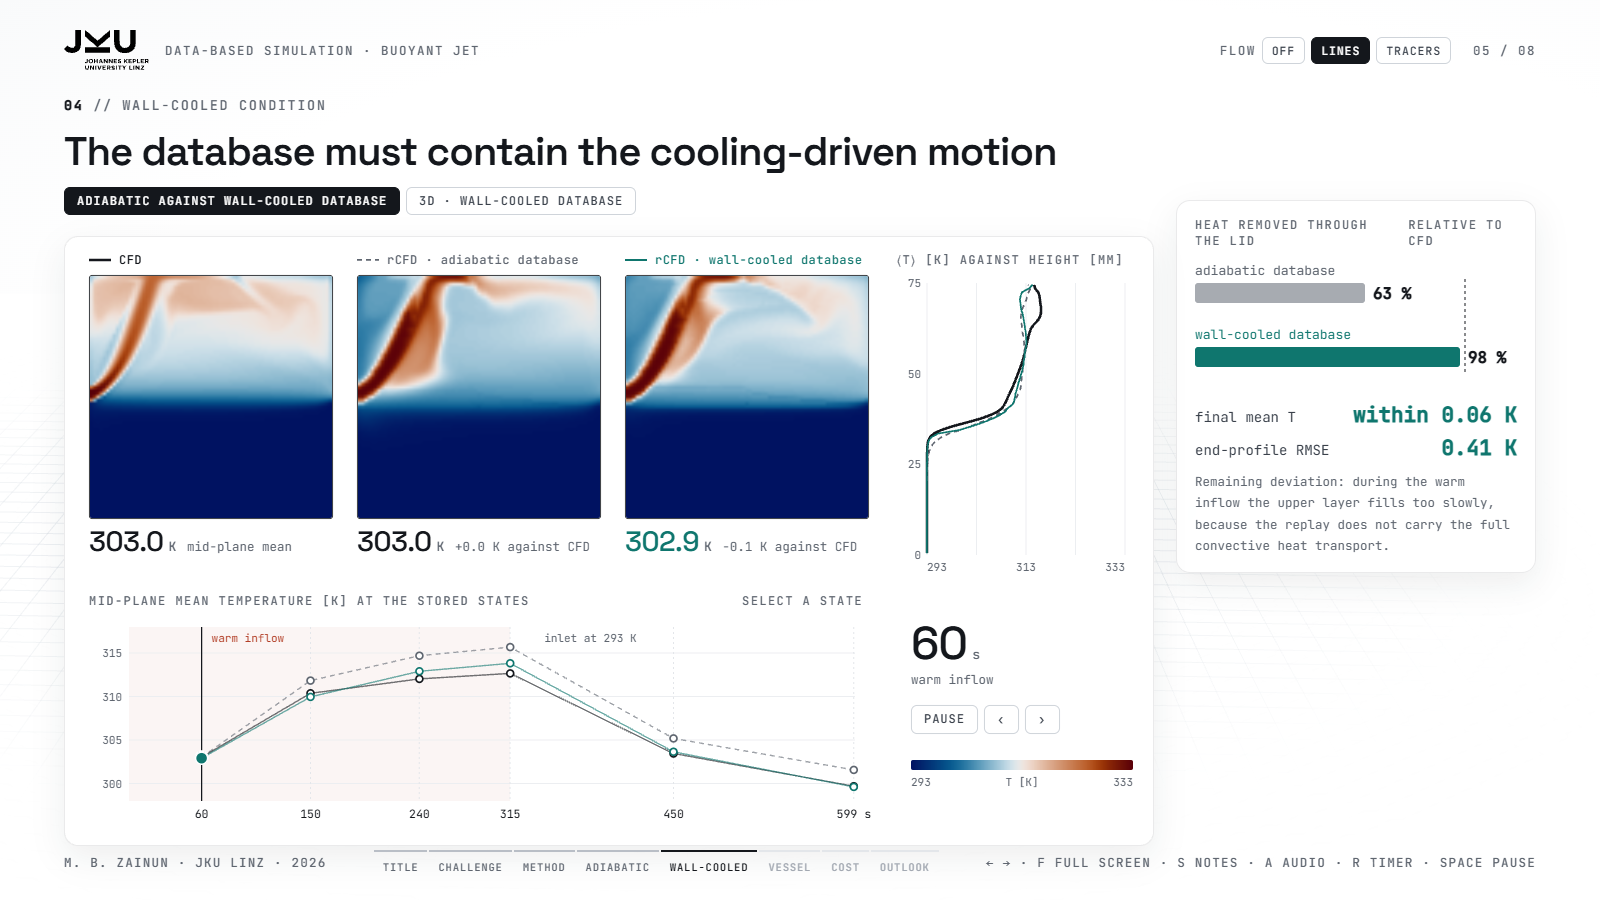 JKU
JOHANNES KEPLER
UNIVERSITY LINZ
DATA-BASED SIMULATION · BUOYANT JET
FLOW OFF LINES TRACERS 05 / 08
04 // WALL-COOLED CONDITION
The database must contain the cooling-driven motion
ADIABATIC AGAINST WALL-COOLED DATABASE
3D · WALL-COOLED DATABASE
CFD
rCFD · adiabatic database
rCFD · wall-cooled database
⟨T⟩ [K] AGAINST HEIGHT [MM]
75
50
25
0
293 313 333
303.0 K mid-plane mean
303.0 K +0.0 K against CFD
302.9 K -0.1 K against CFD
MID-PLANE MEAN TEMPERATURE [K] AT THE STORED STATES
SELECT A STATE
warm inflow
inlet at 293 K
315
310
305
300
60 150 240 315 450 599 s
60 s
warm inflow
PAUSE ‹ ›
293 T [K] 333
HEAT REMOVED THROUGH
THE LID
RELATIVE TO
CFD
adiabatic database
63 %
wall-cooled database
98 %
final mean T within 0.06 K
end-profile RMSE 0.41 K
Remaining deviation: during the warm
inflow the upper layer fills too slowly,
because the replay does not carry the full
convective heat transport.
M. B. ZAINUN · JKU LINZ · 2026
TITLE CHALLENGE METHOD ADIABATIC WALL-COOLED VESSEL COST OUTLOOK
← → · F FULL SCREEN · S NOTES · A AUDIO · R TIMER · SPACE PAUSE